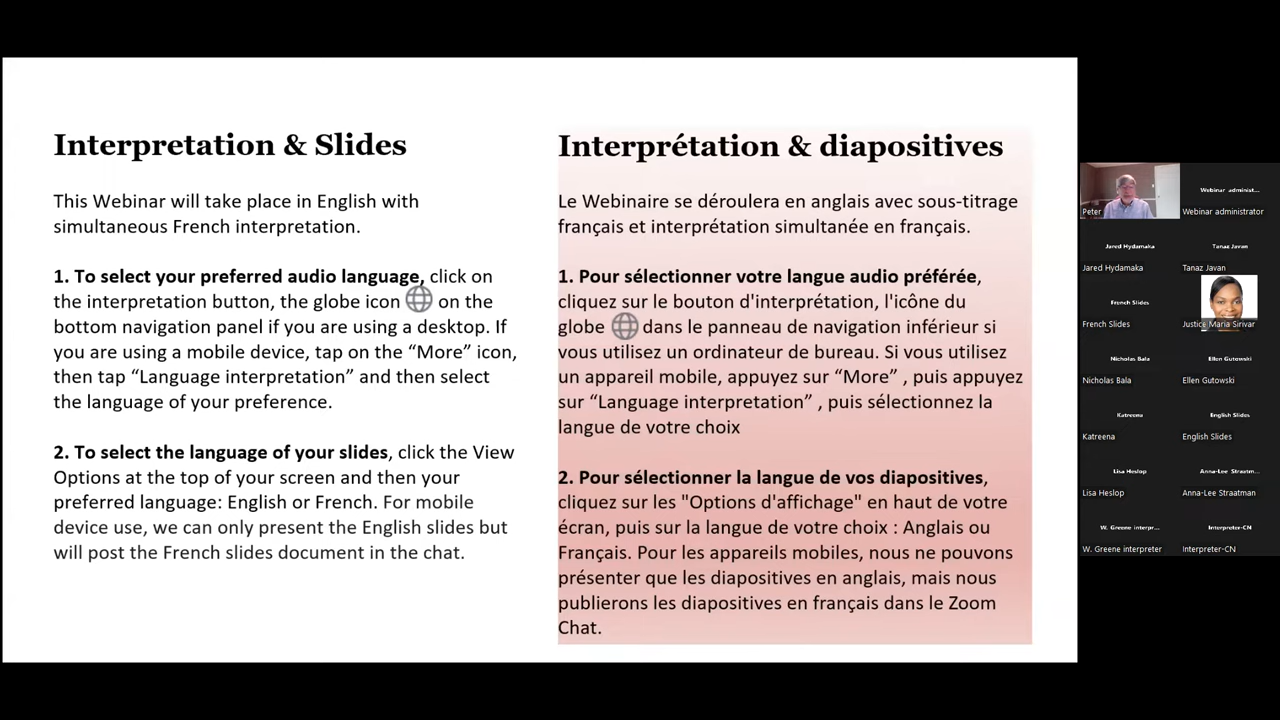 Interpretation & Slides
This Webinar will take place in English with
simultaneous French interpretation.
1. To select your preferred audio language, click on
the interpretation button, the globe icon on the
bottom navigation panel if you are using a desktop. If
you are using a mobile device, tap on the “More” icon,
then tap “Language interpretation” and then select
the language of your preference.
2. To select the language of your slides, click the View
Options at the top of your screen and then your
preferred language: English or French. For mobile
device use, we can only present the English slides but
will post the French slides document in the chat.
Interprétation & diapositives
Le Webinaire se déroulera en anglais avec sous-titrage
français et interprétation simultanée en français.
1. Pour sélectionner votre langue audio préférée,
cliquez sur le bouton d'interprétation, l'icône du
globe dans le panneau de navigation inférieur si
vous utilisez un ordinateur de bureau. Si vous utilisez
un appareil mobile, appuyez sur “More” , puis appuyez
sur “Language interpretation” , puis sélectionnez la
langue de votre choix
2. Pour sélectionner la langue de vos diapositives,
cliquez sur les "Options d'affichage" en haut de votre
écran, puis sur la langue de votre choix : Anglais ou
Français. Pour les appareils mobiles, nous ne pouvons
présenter que les diapositives en anglais, mais nous
publierons les diapositives en français dans le Zoom
Chat.
Peter
Webinar administ...
Webinar administrator
Jared Hydamaka
Jared Hydamaka
Tanaz Javan
Tanaz Javan
French Slides
French Slides
Justice Maria Sirivar
Nicholas Bala
Nicholas Bala
Ellen Gutowski
Ellen Gutowski
Katreena
Katreena
English Slides
English Slides
Lisa Heslop
Lisa Heslop
Anna-Lee Straatm...
Anna-Lee Straatman
W. Greene interpr...
W. Greene interpreter
Interpreter-CN
Interpreter-CN